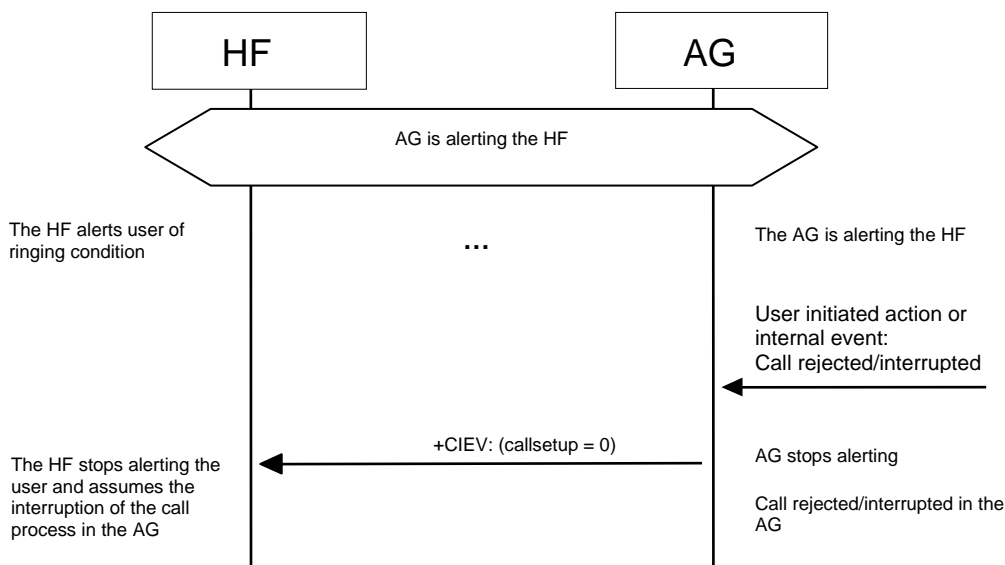 HF
AG
AG is alerting the HF
The HF alerts user of
ringing condition
...
The AG is alerting the HF
User initiated action or
internal event:
Call rejected/interrupted
+CIEV: (callsetup = 0)
The HF stops alerting the
user and assumes the
interruption of the call
process in the AG
AG stops alerting
Call rejected/interrupted in the
AG